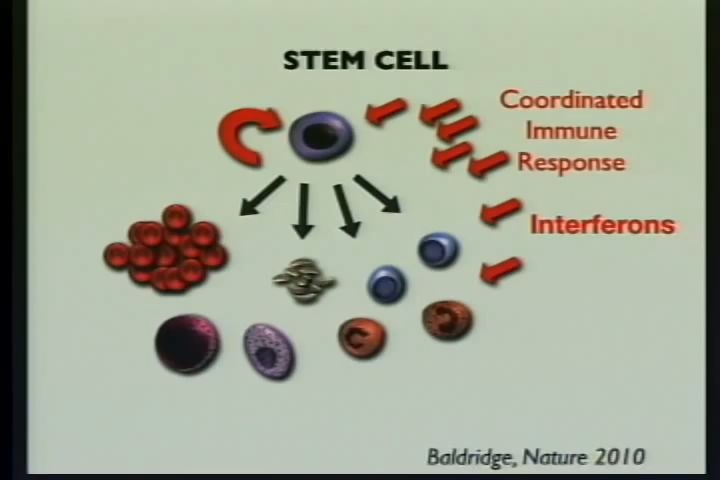 STEM CELL
Coordinated
Immune
Response
Interferons
Baldridge, Nature 2010